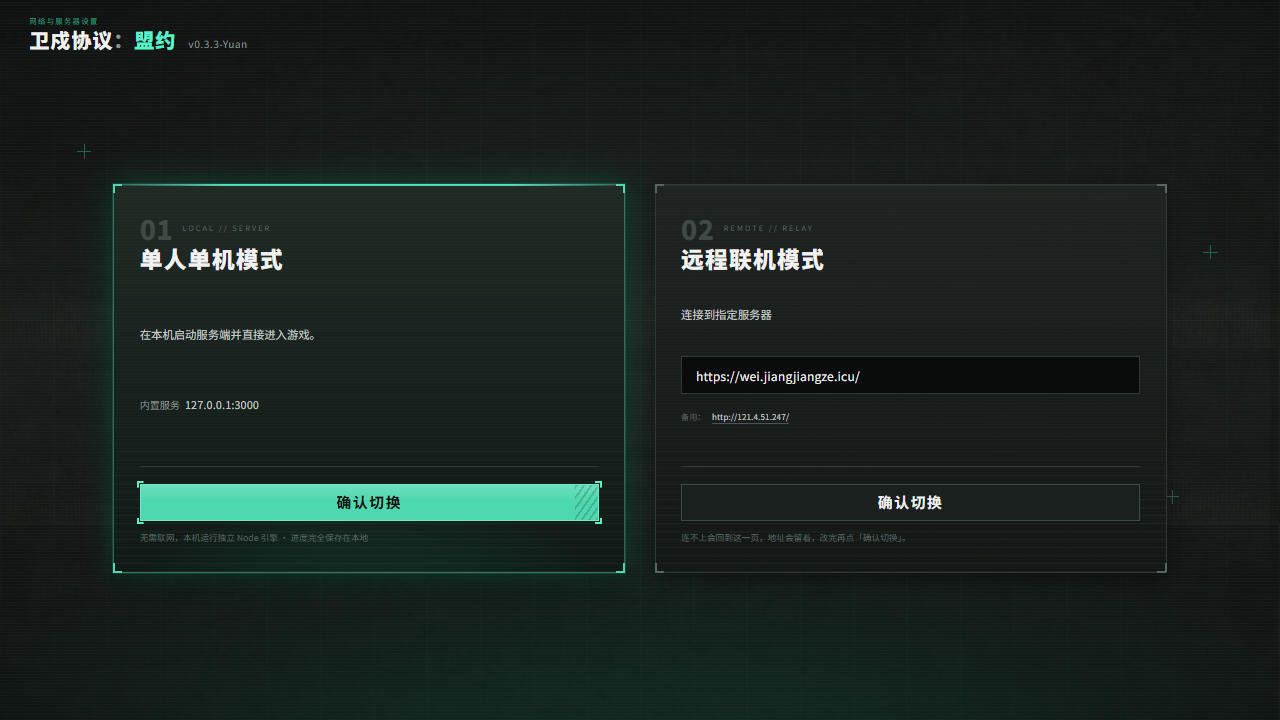 网络与服务器设置
卫戍协议：盟约 v0.3.3-Yuan
01 LOCAL // SERVER
单人单机模式
在本机启动服务端并直接进入游戏。
内置服务 127.0.0.1:3000
确认切换
无需联网，本机运行独立 Node 引擎 · 进度完全保存在本地
02 REMOTE // RELAY
远程联机模式
连接到指定服务器
https://wei.jiangjiangze.icu/
备用： http://121.4.51.247/
确认切换
连不上会回到这一页，地址会留着，改完再点「确认切换」。